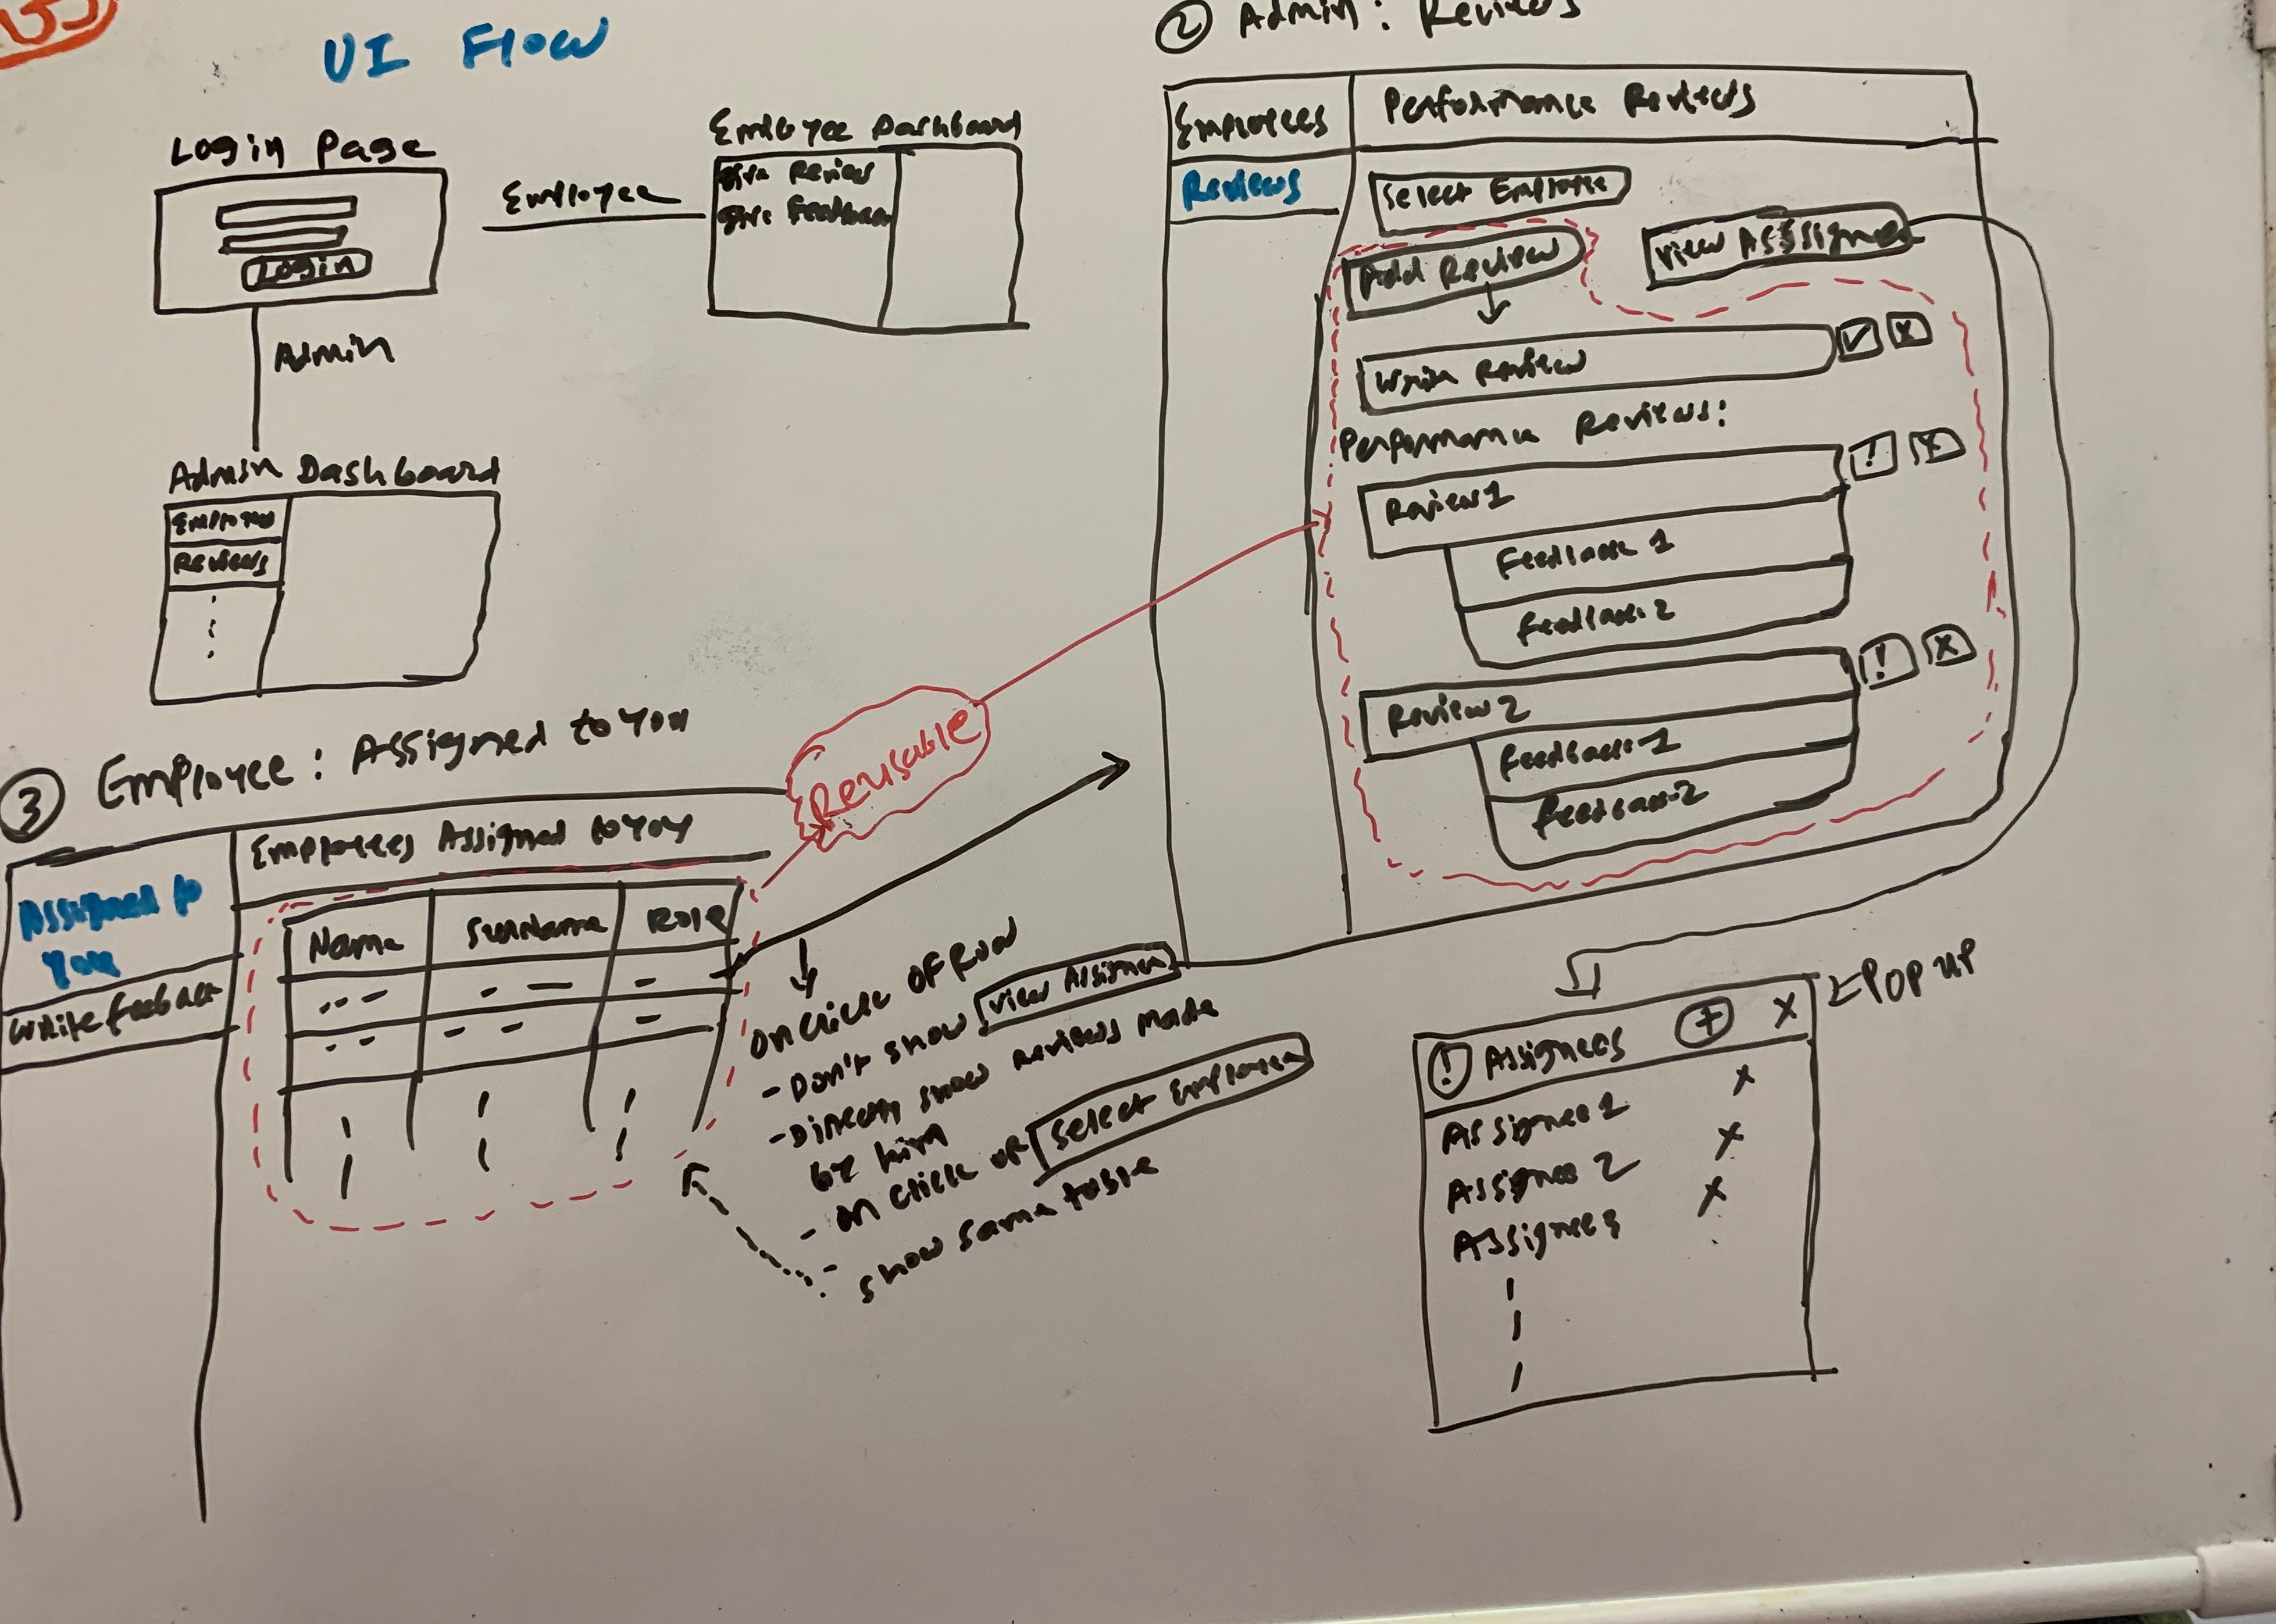 UI Flow
Login Page
Login
Employee
Employee Dashboard
Give Review
Give Feedback
Admin
Admin Dashboard
Employee
Reviews
② Admin: Reviews
Employees
Reviews
Performance Reviews
Select Employee
Add Review
View Assignee
Write Review
✓ X
Performance Reviews:
Review 1
! X
Feedback 1
Feedback 2
Review 2
! X
Feedback-1
Feedback-2
Reusable
③ Employee: Assigned to You
Assigned to
You
Write Feeback
Employees Assigned to You
Name Surname Role
On Click Of Row
- Don't show View Assignee
- Directly show Reviews Made
by him
- On click of Select Employee
show same table
← POP UP
! Assignees + X
Assignee 1 X
Assignee 2 X
Assignee 3 X